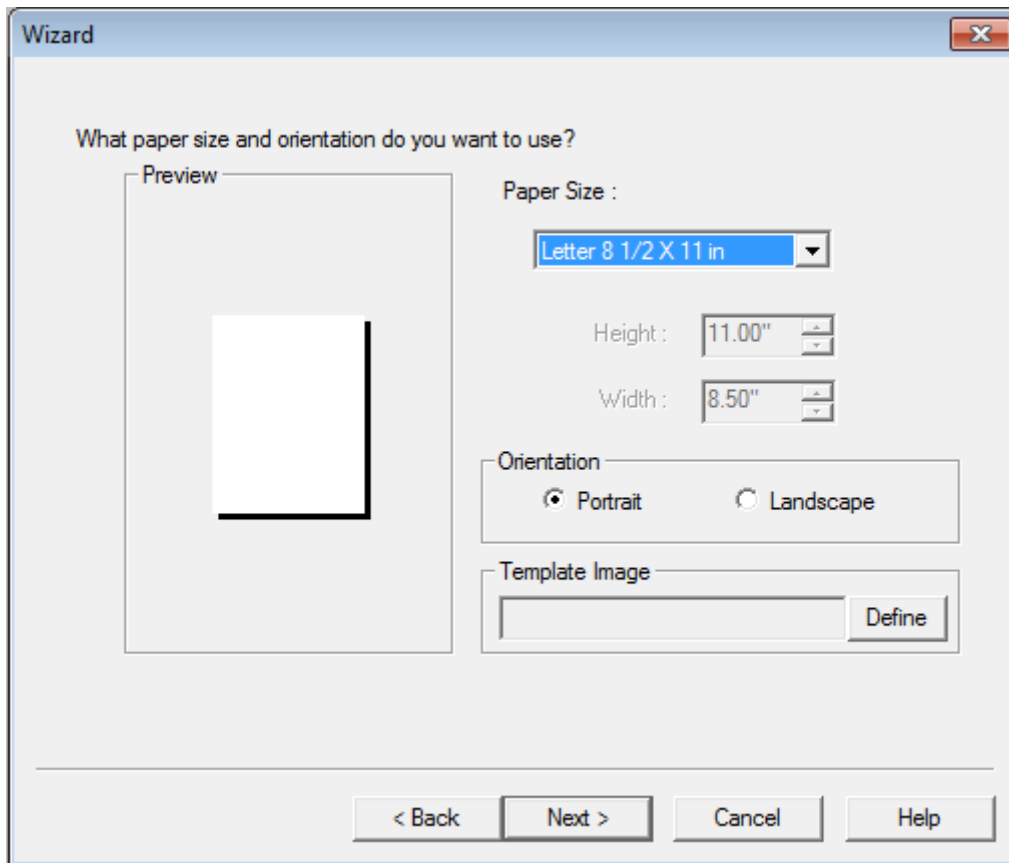 Wizard
What paper size and orientation do you want to use?
Preview
Paper Size :
Letter 8 1/2 X 11 in
Height : 11.00"
Width : 8.50"
Orientation
Portrait Landscape
Template Image
Define
< Back Next > Cancel Help